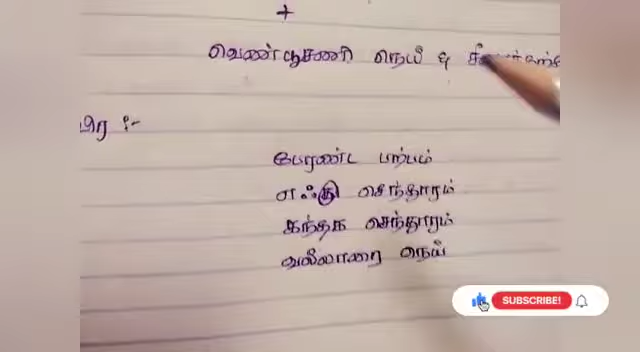 +
வெண்பூசணி நெய் &
பேரண்ட பற்பம்
எஃகு செந்தூரம்
கந்தக செந்தூரம்
வல்லாரை நெய்
SUBSCRIBE!